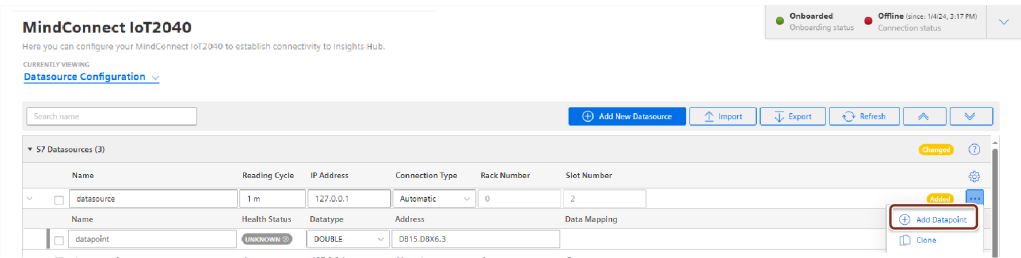 MindConnect IoT2040
Onboarded
Onboarding status
Offline (since: 1/4/24, 3:17 PM)
Connection status
Here you can configure your MindConnect IoT2040 to establish connectivity to Insights Hub.
CURRENTLY VIEWING
Datasource Configuration
Search name
Add New Datasource
Import
Export
Refresh
S7 Datasources (3)
Changed
Name Reading Cycle IP Address Connection Type Rack Number Slot Number
datasource 1 m 127.0.0.1 Automatic 0 2 Added
Name Health Status Datatype Address Data Mapping
Add Datapoint
datapoint UNKNOWN DOUBLE DB15.DBX6.3
Clone